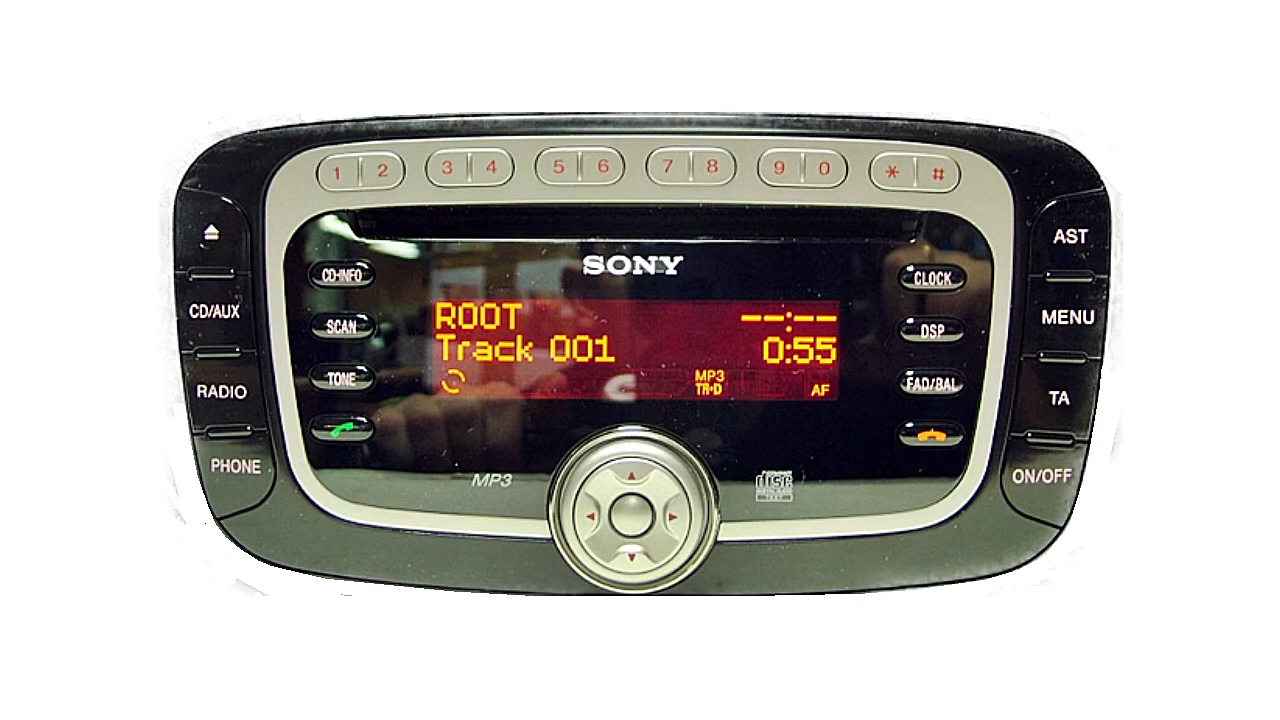 1 2 3 4 5 6 7 8 9 0 * #
SONY
CD-INFO
SCAN
TONE
CLOCK
DSP
FAD/BAL
ROOT --:--
Track 001 0:55
MP3
TR+D
AF
CD/AUX
RADIO
PHONE
AST
MENU
TA
ON/OFF
MP3
disc